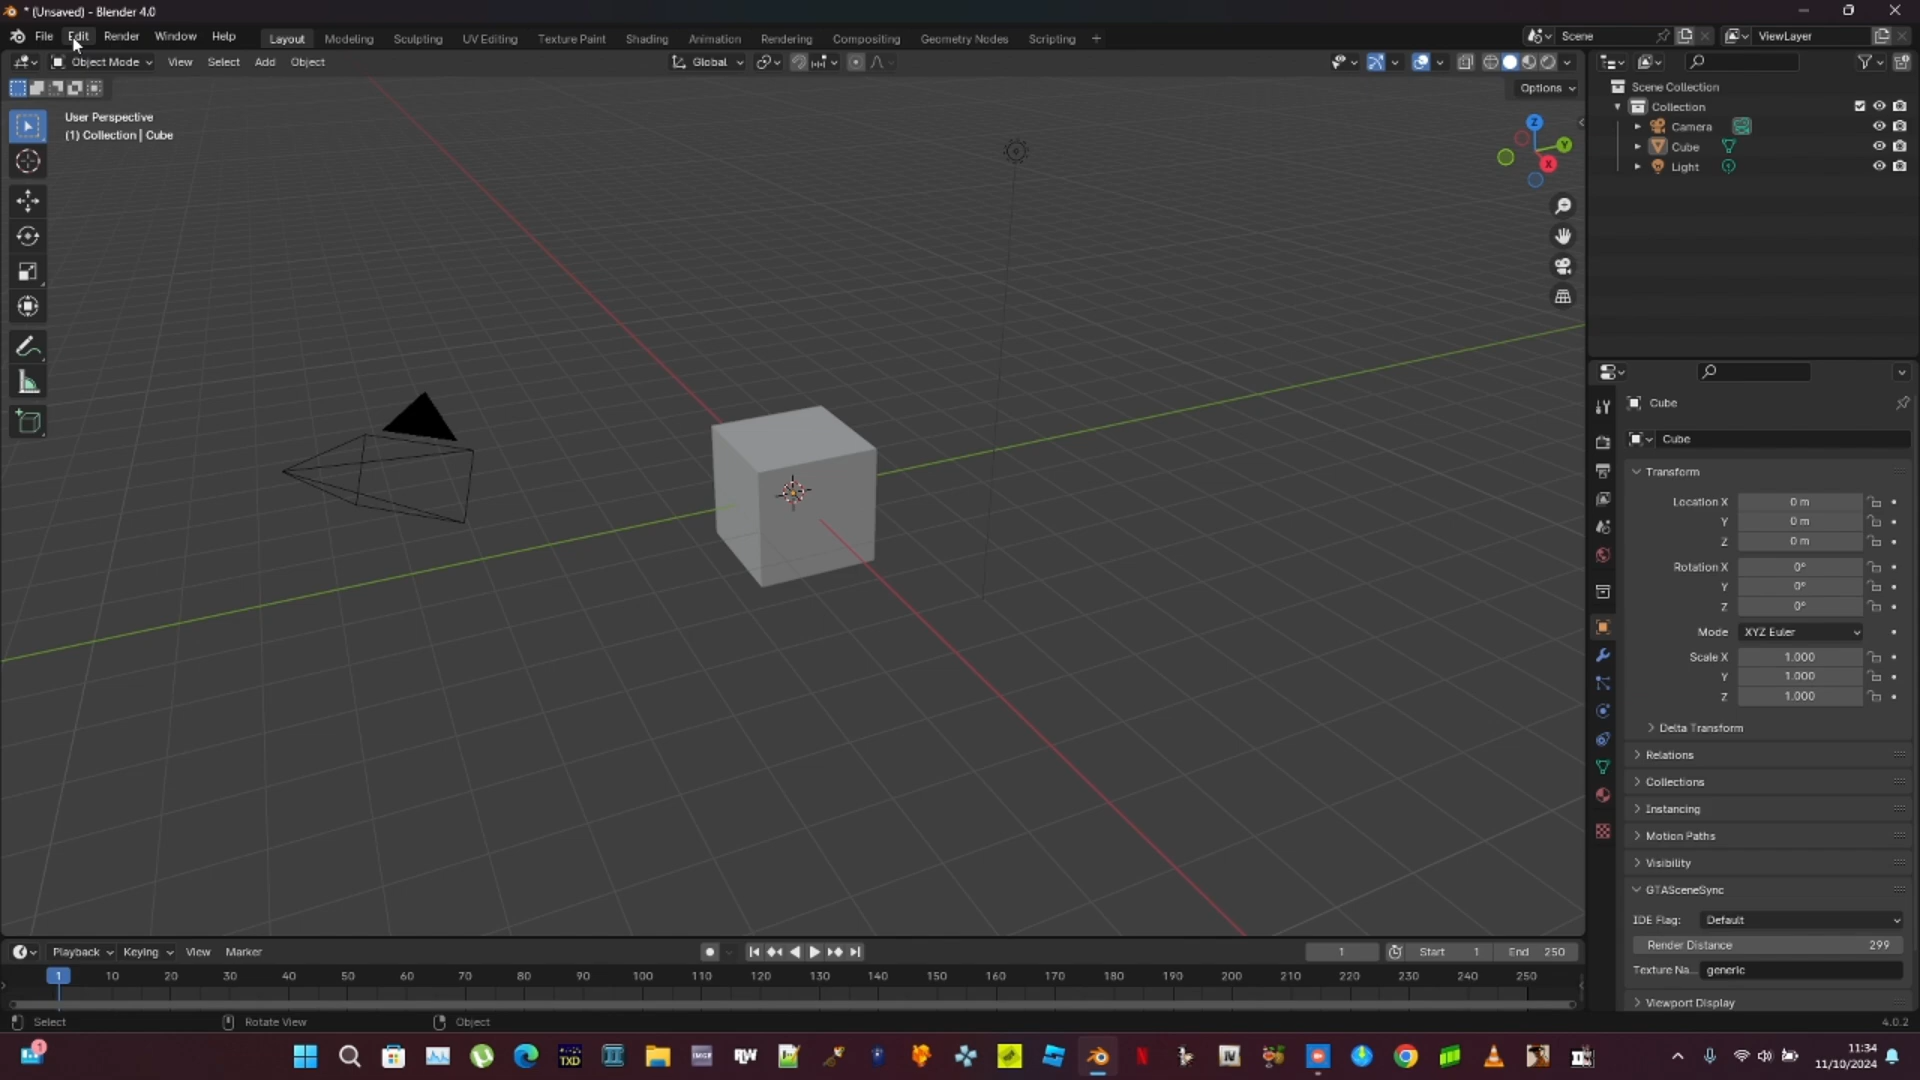 * (Unsaved) - Blender 4.0
File Edit Render Window Help Layout Modeling Sculpting UV Editing Texture Paint Shading Animation Rendering Compositing Geometry Nodes Scripting + Scene ViewLayer
Object Mode View Select Add Object Global
Options
User Perspective
(1) Collection | Cube
Z
Y
X
Scene Collection
Collection
Camera
Cube
Light
Cube
Cube
Transform
Location X 0 m
Y 0 m
Z 0 m
Rotation X 0°
Y 0°
Z 0°
Mode XYZ Euler
Scale X 1.000
Y 1.000
Z 1.000
Delta Transform
Relations
Collections
Instancing
Motion Paths
Visibility
GTASceneSync
IDE Flag: Default
Render Distance 299
Texture Na... generic
Viewport Display
Playback Keying View Marker 1 Start 1 End 250
1 10 20 30 40 50 60 70 80 90 100 110 120 130 140 150 160 170 180 190 200 210 220 230 240 250
Select Rotate View Object 4.0.2
1 TXD IMGF RW IV 11:34
11/10/2024